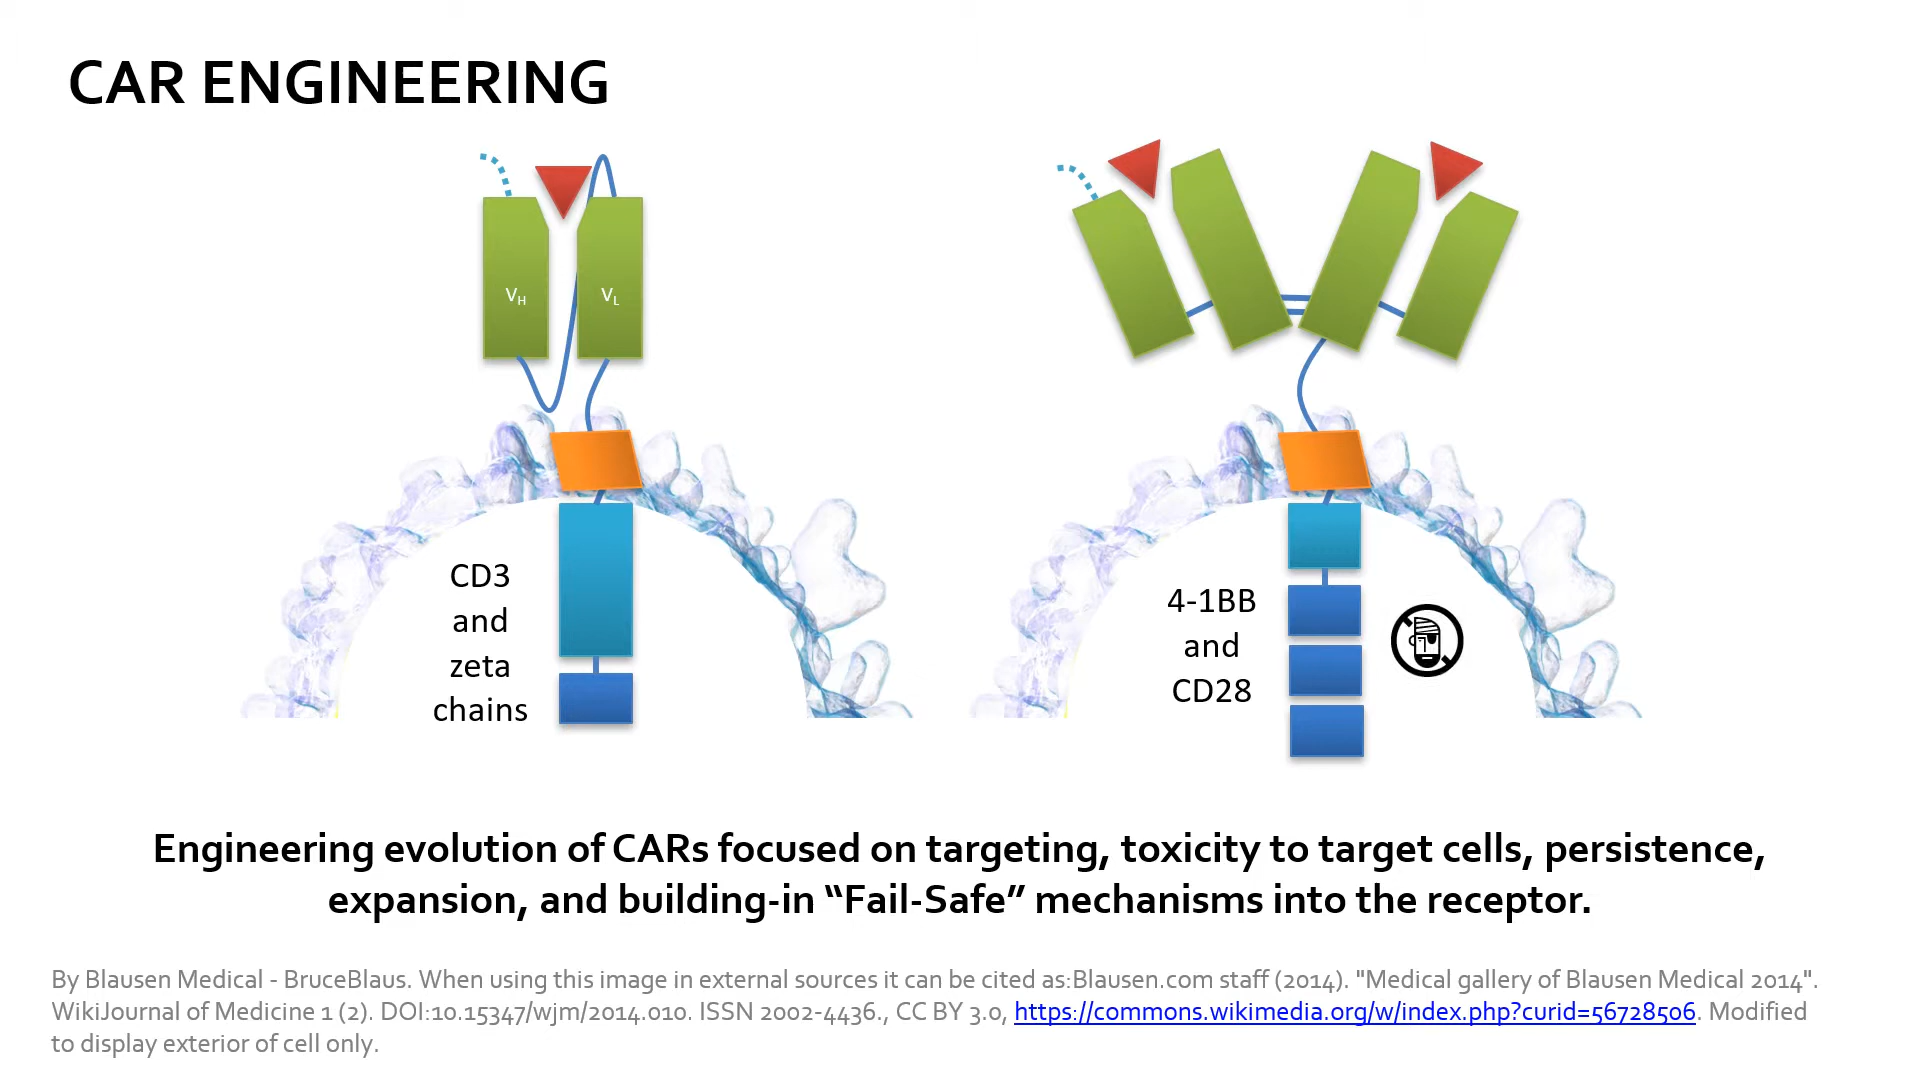 CAR ENGINEERING
VH
VL
CD3
and
zeta
chains
4-1BB
and
CD28
Engineering evolution of CARs focused on targeting, toxicity to target cells, persistence,
expansion, and building-in “Fail-Safe” mechanisms into the receptor.
By Blausen Medical - BruceBlaus. When using this image in external sources it can be cited as:Blausen.com staff (2014). "Medical gallery of Blausen Medical 2014".
WikiJournal of Medicine 1 (2). DOI:10.15347/wjm/2014.010. ISSN 2002-4436., CC BY 3.0, https://commons.wikimedia.org/w/index.php?curid=56728506. Modified
to display exterior of cell only.